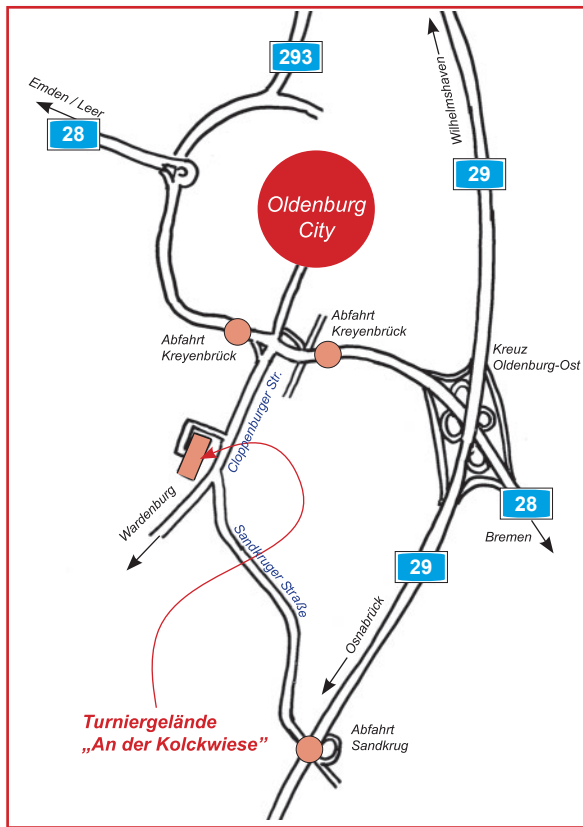 293
Emden / Leer
28
Wilhelmshaven
29
Oldenburg
City
Abfahrt
Kreyenbrück
Abfahrt
Kreyenbrück
Kreuz
Oldenburg-Ost
Cloppenburger Str.
Wardenburg
28
Bremen
Sandkruger Straße
29
Osnabrück
Turniergelände
„An der Kolckwiese”
Abfahrt
Sandkrug